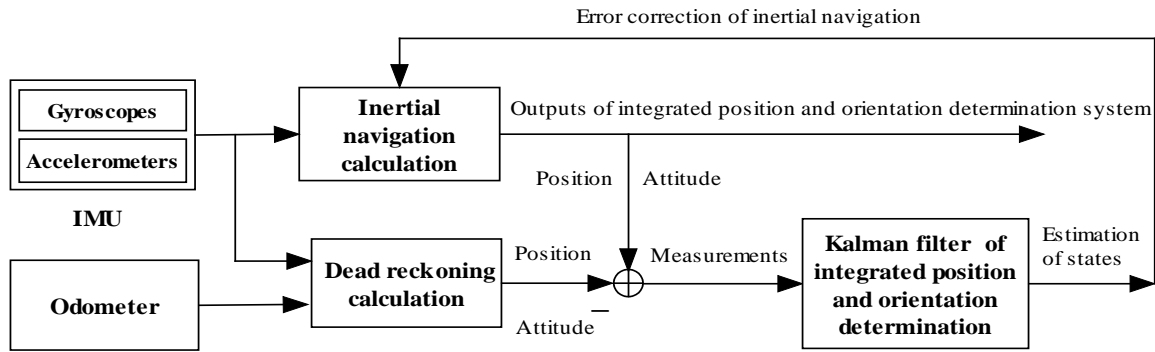 Error correction of inertial navigation
Gyroscopes
Accelerometers
IMU
Inertial
navigation
calculation
Outputs of integrated position and orientation determination system
Position
Attitude
Odometer
Dead reckoning
calculation
Position
Attitude
−
Measurements
Kalman filter of
integrated position
and orientation
determination
Estimation
of states